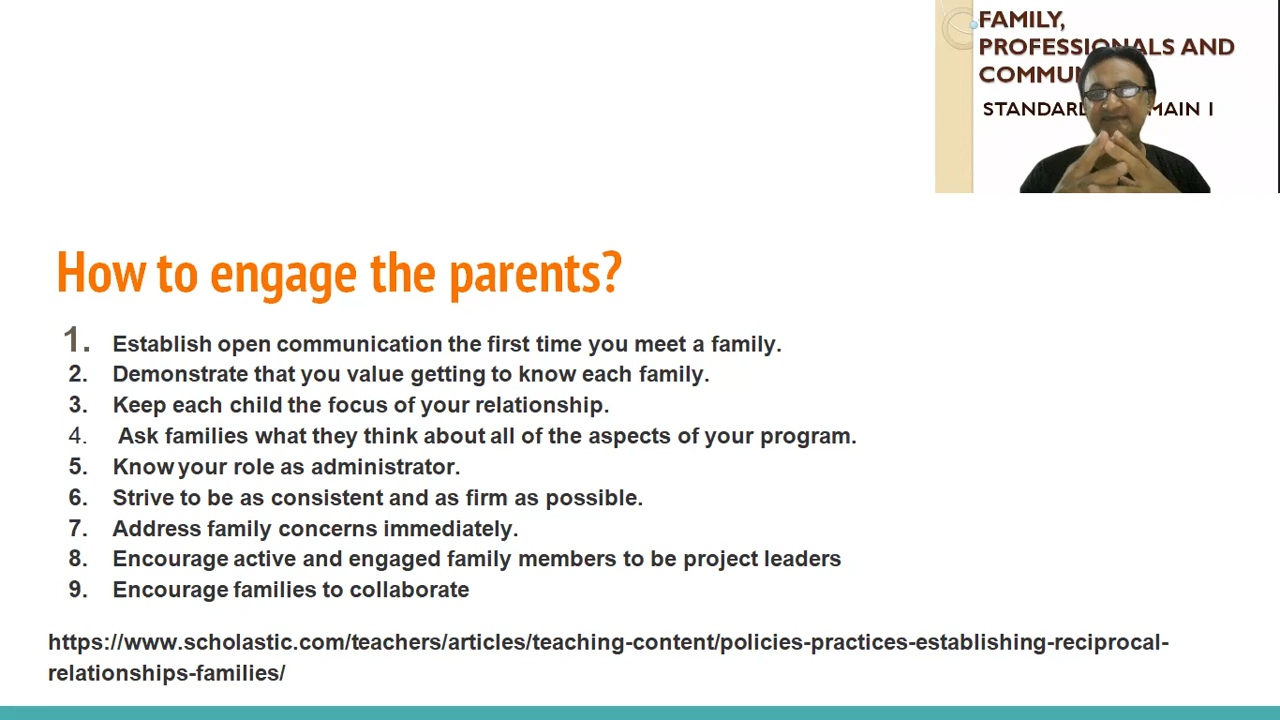 FAMILY,
PROFESSIONALS AND
How to engage the parents?
1. Establish open communication the first time you meet a family.
2. Demonstrate that you value getting to know each family.
3. Keep each child the focus of your relationship.
4. Ask families what they think about all of the aspects of your program.
5. Know your role as administrator.
6. Strive to be as consistent and as firm as possible.
7. Address family concerns immediately.
8. Encourage active and engaged family members to be project leaders
9. Encourage families to collaborate
https://www.scholastic.com/teachers/articles/teaching-content/policies-practices-establishing-reciprocal-
relationships-families/